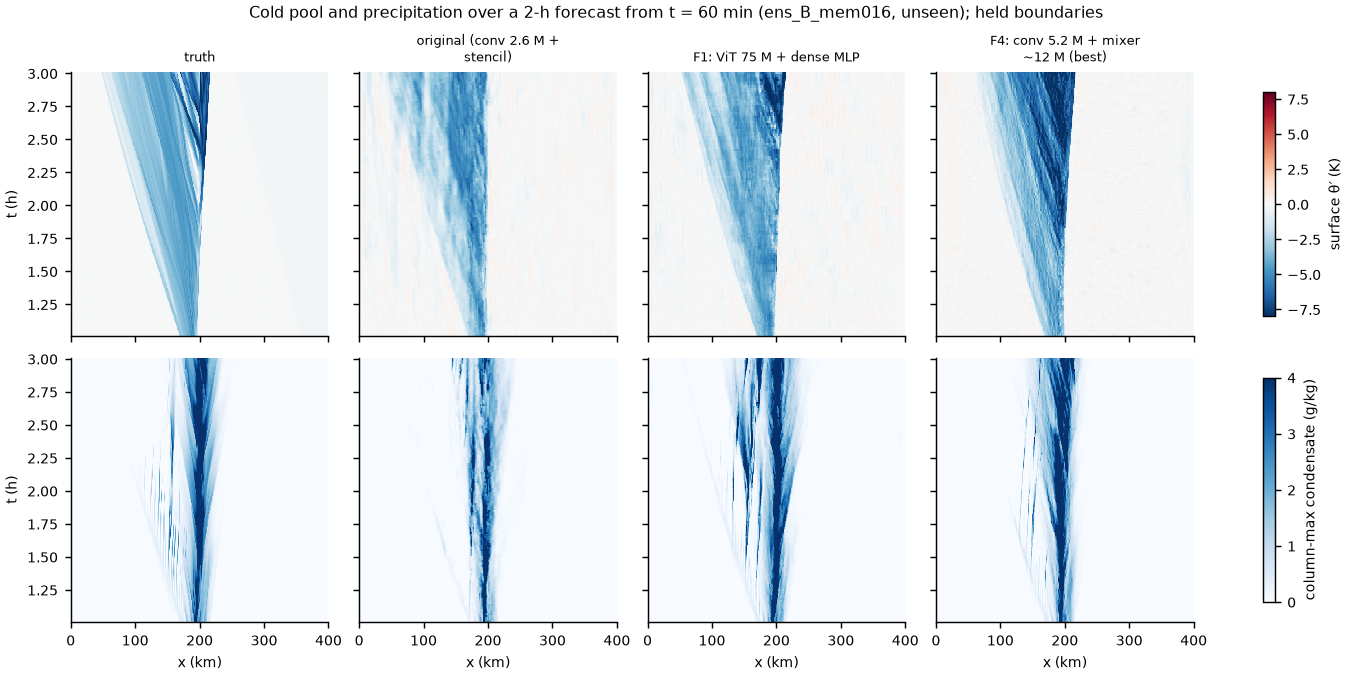 Cold pool and precipitation over a 2-h forecast from t = 60 min (ens_B_mem016, unseen); held boundaries
truth
original (conv 2.6 M +
stencil)
F1: ViT 75 M + dense MLP
F4: conv 5.2 M + mixer
~12 M (best)
3.00
2.75
2.50
2.25
2.00
1.75
1.50
1.25
t (h)
7.5
5.0
2.5
0.0
−2.5
−5.0
−7.5
surface θ′ (K)
3.00
2.75
2.50
2.25
2.00
1.75
1.50
1.25
t (h)
4
3
2
1
0
column-max condensate (g/kg)
0 100 200 300 400
0 100 200 300 400
0 100 200 300 400
0 100 200 300 400
x (km)
x (km)
x (km)
x (km)